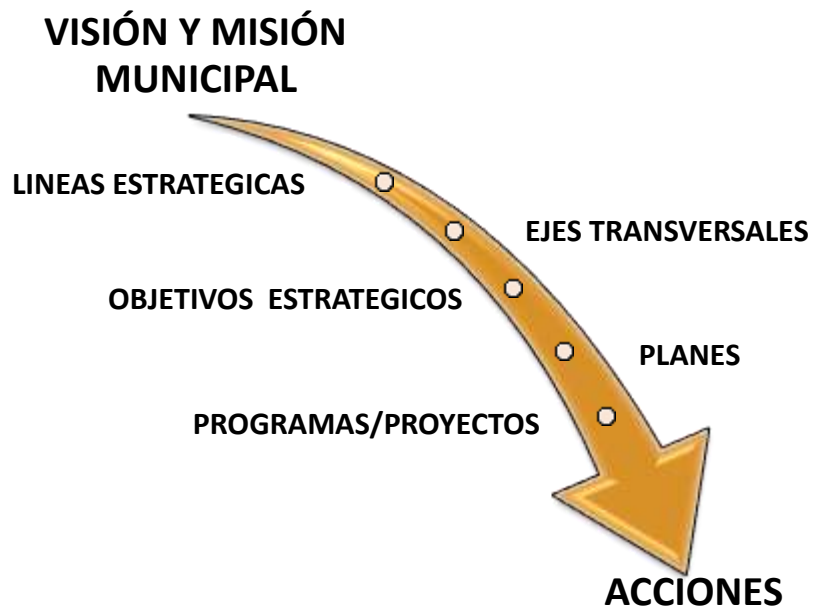 VISIÓN Y MISIÓN
MUNICIPAL
LINEAS ESTRATEGICAS
EJES TRANSVERSALES
OBJETIVOS ESTRATEGICOS
PLANES
PROGRAMAS/PROYECTOS
ACCIONES